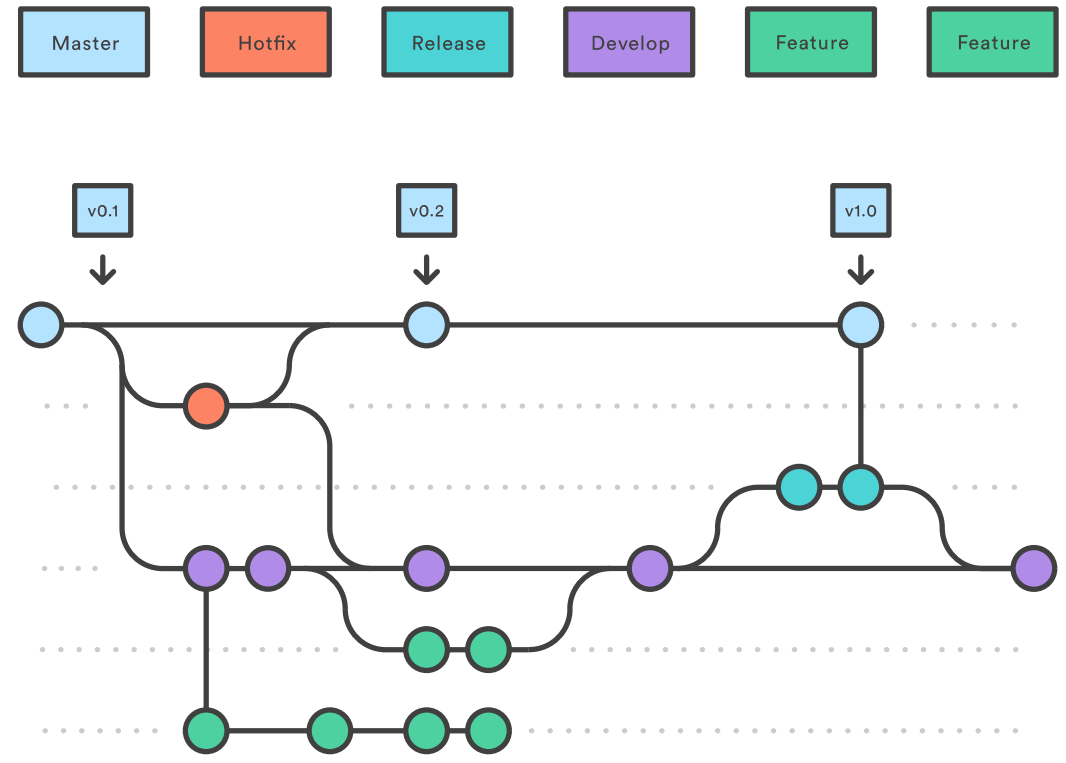 Master
Hotfix
Release
Develop
Feature
Feature
v0.1
v0.2
v1.0